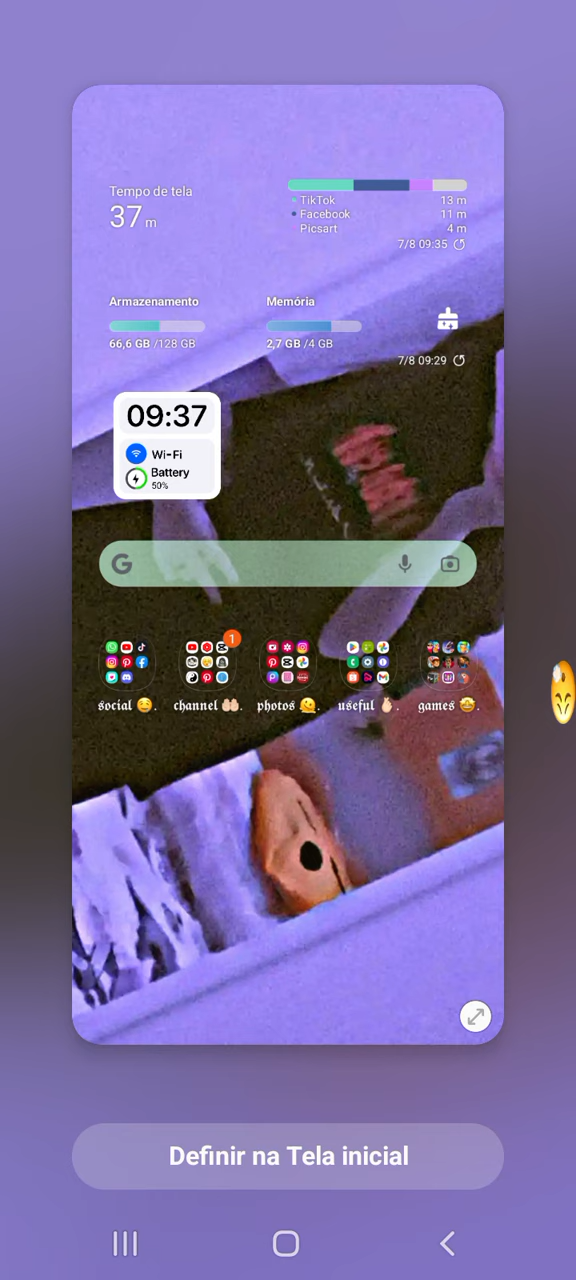 Tempo de tela
37 m
TikTok 13 m
Facebook 11 m
Picsart 4 m
7/8 09:35
Armazenamento
Memória
66,6 GB /128 GB
2,7 GB /4 GB
7/8 09:29
09:37
Wi-Fi
Battery
50%
G
1
𝖘𝖔𝖈𝖎𝖆𝖑 🤤.
𝖈𝖍𝖆𝖓𝖓𝖊𝖑 🤲🏼.
𝖕𝖍𝖔𝖙𝖔𝖘 🫠.
𝖚𝖘𝖊𝖋𝖚𝖑 🫰🏻.
𝖌𝖆𝖒𝖊𝖘 🤩.
Definir na Tela inicial